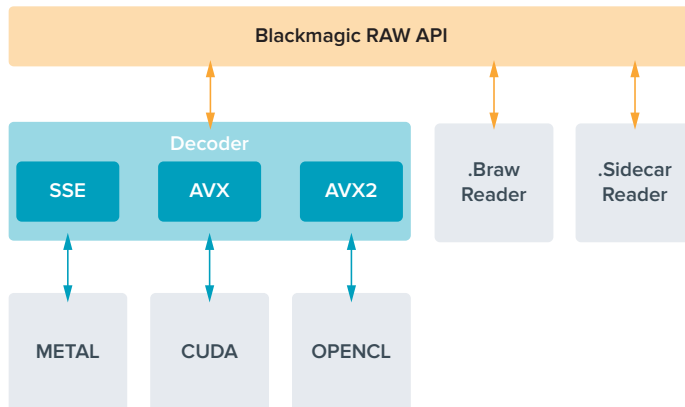 Blackmagic RAW API
Decoder
SSE
AVX
AVX2
.Braw
Reader
.Sidecar
Reader
METAL
CUDA
OPENCL